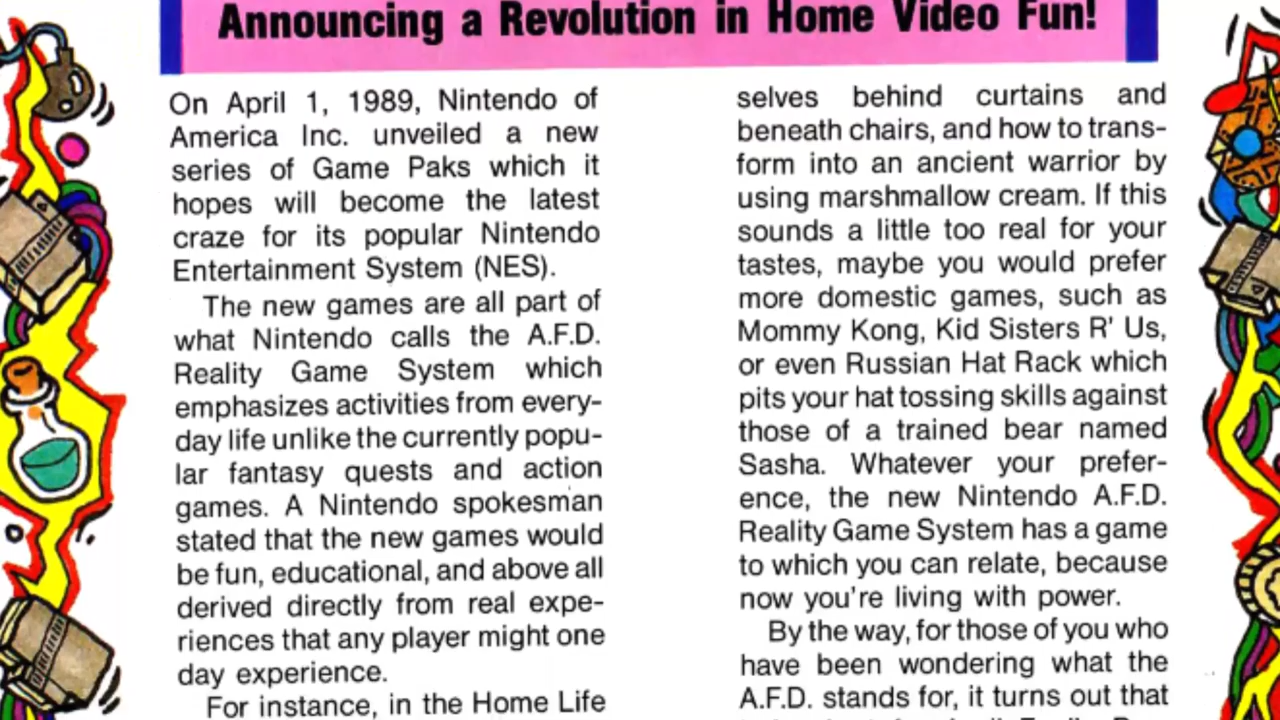 Announcing a Revolution in Home Video Fun!
On April 1, 1989, Nintendo of
America Inc. unveiled a new
series of Game Paks which it
hopes will become the latest
craze for its popular Nintendo
Entertainment System (NES).
The new games are all part of
what Nintendo calls the A.F.D.
Reality Game System which
emphasizes activities from every-
day life unlike the currently popu-
lar fantasy quests and action
games. A Nintendo spokesman
stated that the new games would
be fun, educational, and above all
derived directly from real expe-
riences that any player might one
day experience.
For instance, in the Home Life
selves behind curtains and
beneath chairs, and how to trans-
form into an ancient warrior by
using marshmallow cream. If this
sounds a little too real for your
tastes, maybe you would prefer
more domestic games, such as
Mommy Kong, Kid Sisters R' Us,
or even Russian Hat Rack which
pits your hat tossing skills against
those of a trained bear named
Sasha. Whatever your prefer-
ence, the new Nintendo A.F.D.
Reality Game System has a game
to which you can relate, because
now you're living with power.
By the way, for those of you who
have been wondering what the
A.F.D. stands for, it turns out that